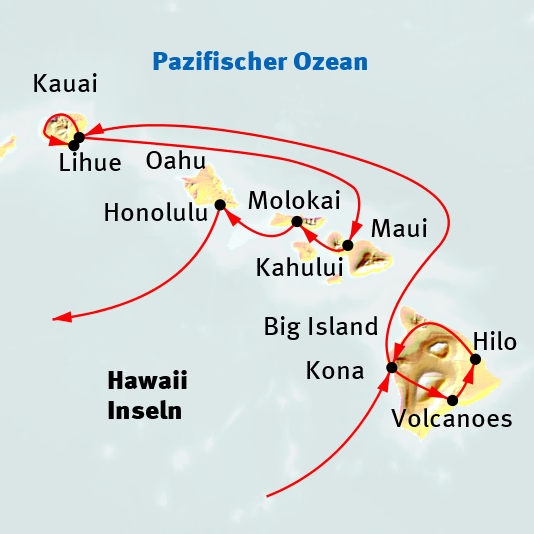 Pazifischer Ozean
Kauai
Lihue
Oahu
Honolulu
Molokai
Maui
Kahului
Big Island
Hilo
Kona
Hawaii
Inseln
Volcanoes